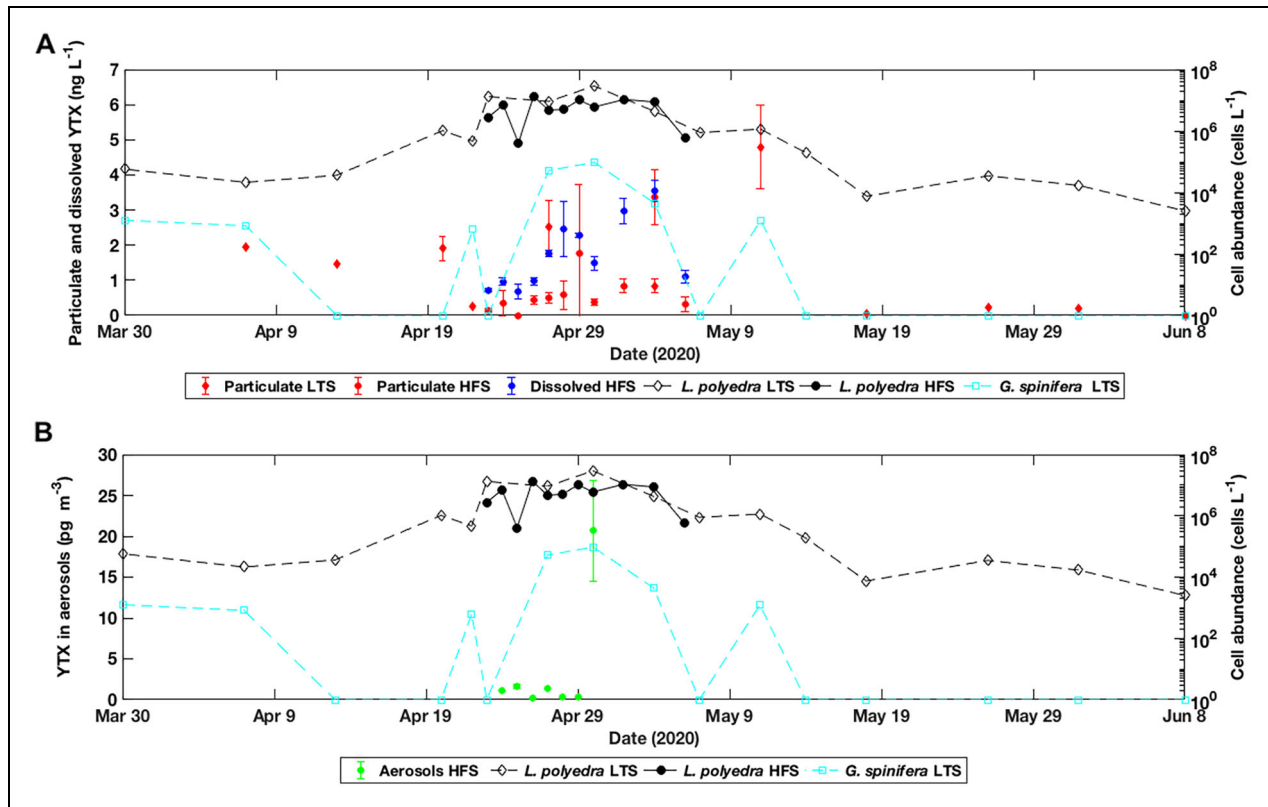 A
Particulate and dissolved YTX (ng L⁻¹)
7
6
5
4
3
2
1
0
Cell abundance (cells L⁻¹)
10⁸
10⁶
10⁴
10²
10⁰
Mar 30 Apr 9 Apr 19 Apr 29 May 9 May 19 May 29 Jun 8
Date (2020)
Particulate LTS Particulate HFS Dissolved HFS L. polyedra LTS L. polyedra HFS G. spinifera LTS
B
YTX in aerosols (pg m⁻³)
30
25
20
15
10
5
0
Cell abundance (cells L⁻¹)
10⁸
10⁶
10⁴
10²
10⁰
Mar 30 Apr 9 Apr 19 Apr 29 May 9 May 19 May 29 Jun 8
Date (2020)
Aerosols HFS L. polyedra LTS L. polyedra HFS G. spinifera LTS